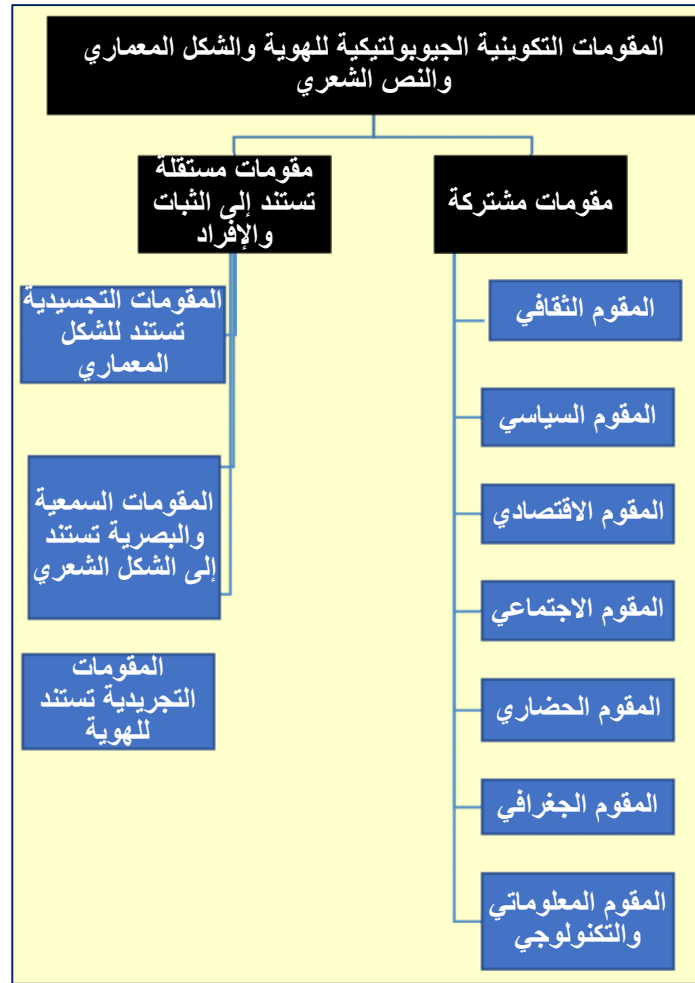 المقومات التكوينية الجيوبولتيكية للهوية والشكل المعماري
والنص الشعري
مقومات مشتركة
المقوم الثقافي
المقوم السياسي
المقوم الاقتصادي
المقوم الاجتماعي
المقوم الحضاري
المقوم الجغرافي
المقوم المعلوماتي
والتكنولوجي
مقومات مستقلة
تستند إلى الثبات
والإفراد
المقومات التجسيدية
تستند للشكل
المعماري
المقومات السمعية
والبصرية تستند
إلى الشكل الشعري
المقومات
التجريدية تستند
للهوية